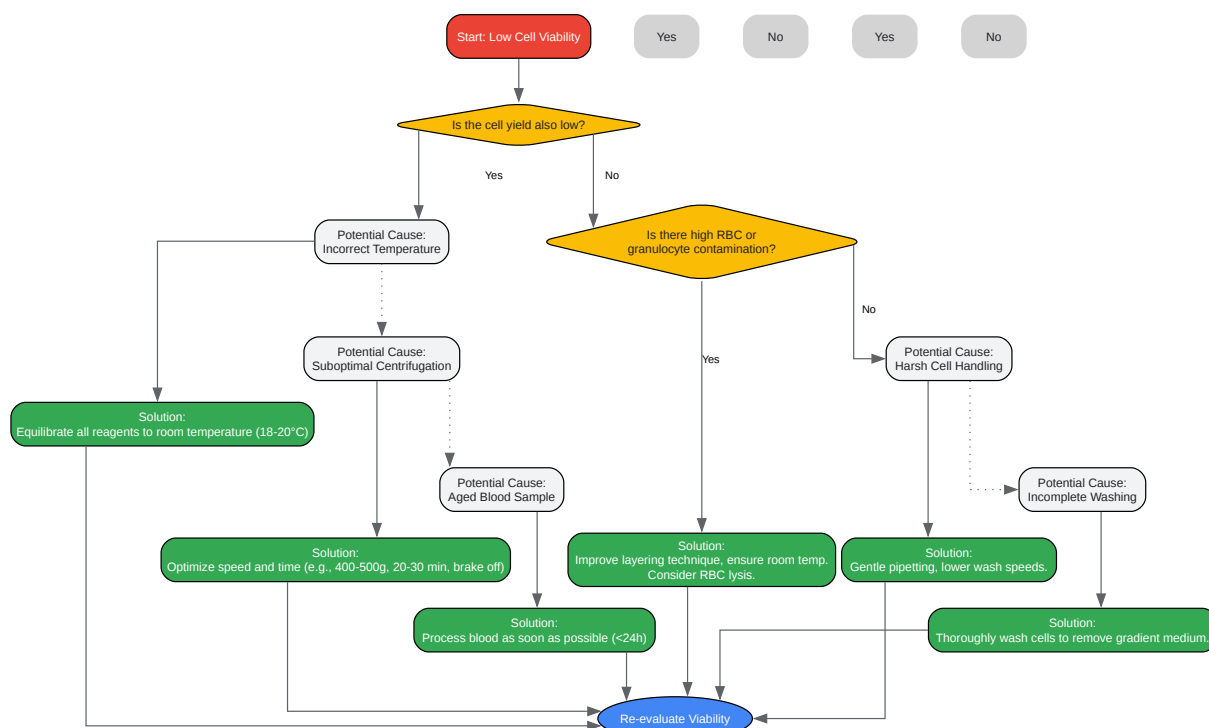 Start: Low Cell Viability
Yes
No
Yes
No
Is the cell yield also low?
Yes
No
Potential Cause:
Incorrect Temperature
Is there high RBC or
granulocyte contamination?
No
Potential Cause:
Suboptimal Centrifugation
Yes
Potential Cause:
Harsh Cell Handling
Solution:
Equilibrate all reagents to room temperature (18-20°C)
Potential Cause:
Aged Blood Sample
Potential Cause:
Incomplete Washing
Solution:
Optimize speed and time (e.g., 400-500g, 20-30 min, brake off)
Solution:
Improve layering technique, ensure room temp.
Consider RBC lysis.
Solution:
Gentle pipetting, lower wash speeds.
Solution:
Process blood as soon as possible (<24h)
Solution:
Thoroughly wash cells to remove gradient medium.
Re-evaluate Viability